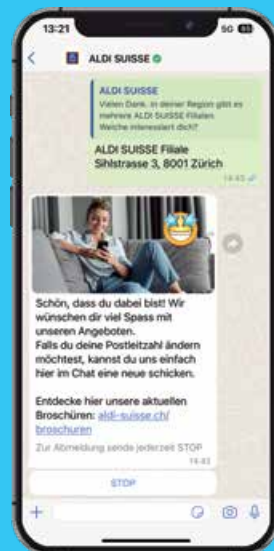 13:21
5G
ALDI SUISSE
ALDI SUISSE
Vielen Dank. In deiner Region gibt es
mehrere ALDI SUISSE Filialen
Welche interessiert dich?
ALDI SUISSE Filiale
Sihlstrasse 3, 8001 Zürich
14:43
Schön, dass du dabei bist! Wir
wünschen dir viel Spass mit
unseren Angeboten.
Falls du deine Postleitzahl ändern
möchtest, kannst du uns einfach
hier im Chat eine neue schicken.
Entdecke hier unsere aktuellen
Broschüren: aldi-suisse.ch/
broschuren
Zur Abmeldung sende jederzeit STOP
14:43
STOP